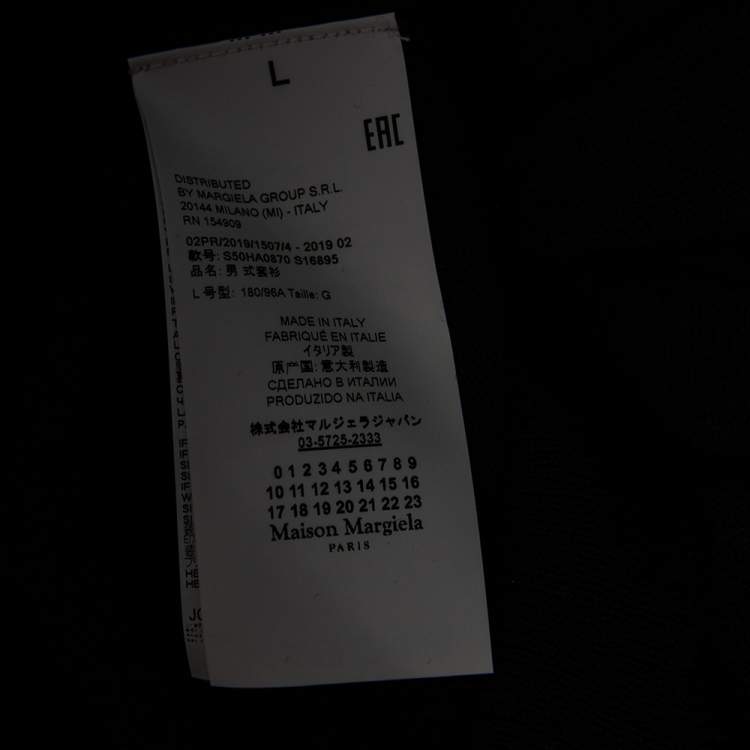 L
EAC
DISTRIBUTED
BY MARGIELA GROUP S.R.L.
20144 MILANO (MI) - ITALY
RN 154909
02PR/2019/1507/4 - 2019 02
款号: S50HA0870 S16895
品名: 男 式套衫
L 号型: 180/96A Taille: G
MADE IN ITALY
FABRIQUÉ EN ITALIE
イタリア製
原产国: 意大利製造
СДЕЛАНО В ИТАЛИИ
PRODUZIDO NA ITALIA
株式会社マルジェラジャパン
03-5725-2333
0 1 2 3 4 5 6 7 8 9
10 11 12 13 14 15 16
17 18 19 20 21 22 23
Maison Margiela
PARIS